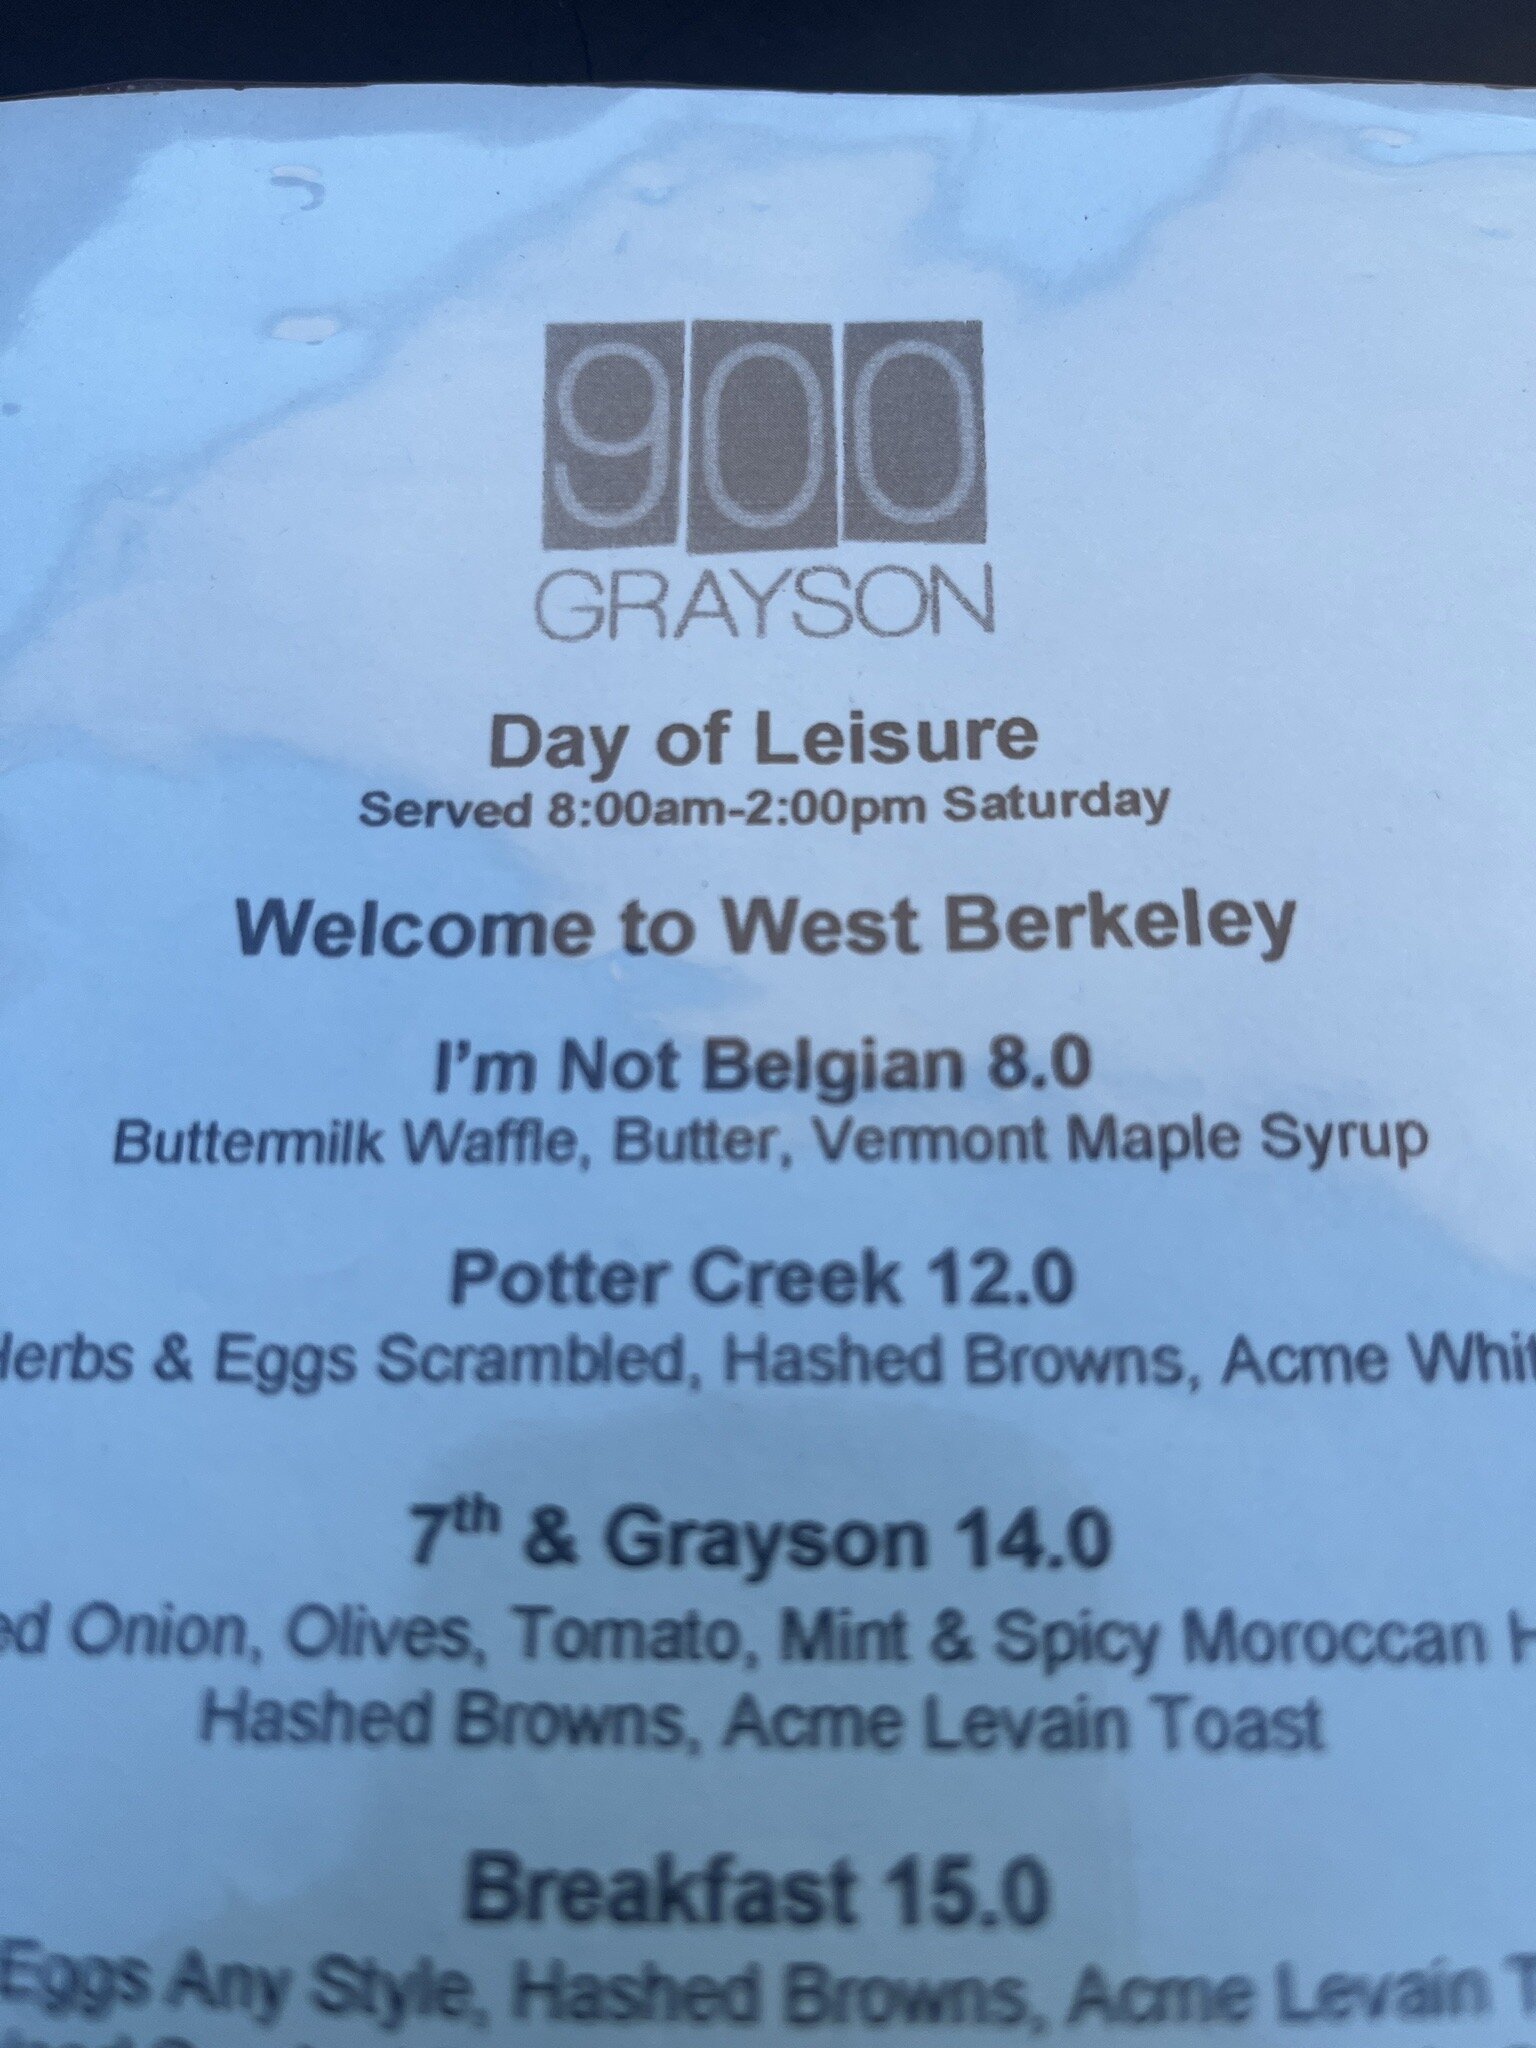 900
GRAYSON
Day of Leisure
Served 8:00am-2:00pm Saturday
Welcome to West Berkeley
I'm Not Belgian 8.0
Buttermilk Waffle, Butter, Vermont Maple Syrup
Potter Creek 12.0
Herbs & Eggs Scrambled, Hashed Browns, Acme Whit
7th & Grayson 14.0
ed Onion, Olives, Tomato, Mint & Spicy Moroccan H
Hashed Browns, Acme Levain Toast
Breakfast 15.0
Eggs Any Style, Hashed Browns, Acme Levain T